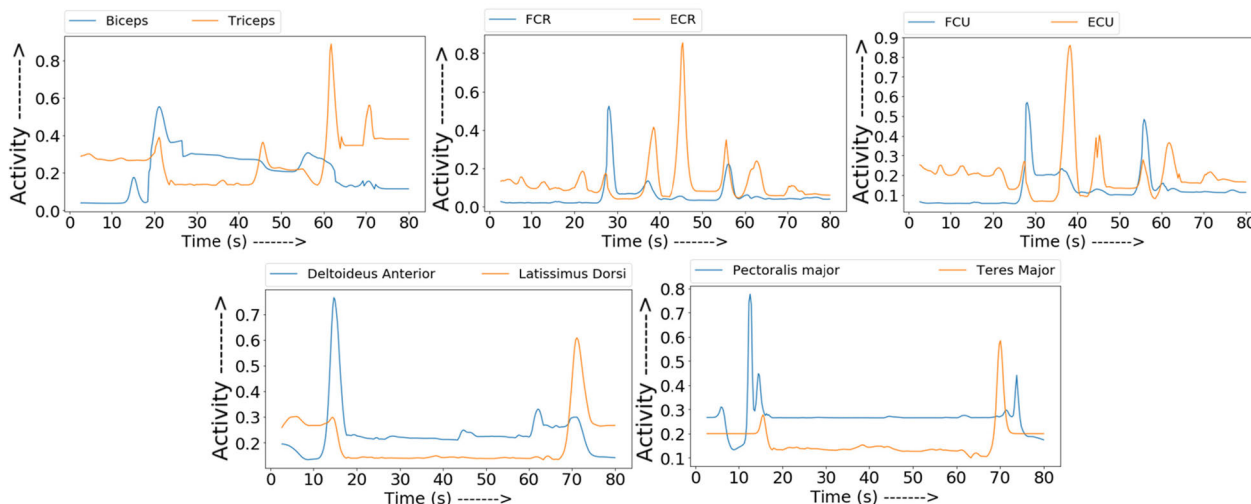 Biceps Triceps
Activity ------->
0.8
0.6
0.4
0.2
0.0
0 10 20 30 40 50 60 70 80
Time (s) ------->
FCR ECR
Activity ------->
0.8
0.6
0.4
0.2
0.0
0 10 20 30 40 50 60 70 80
Time (s) ------->
FCU ECU
Activity ------->
0.9
0.8
0.7
0.5
0.4
0.3
0.2
0.1
0 10 20 30 40 50 60 70 80
Time (s) ------->
Deltoideus Anterior Latissimus Dorsi
Activity ------->
0.7
0.6
0.5
0.4
0.3
0.2
0 10 20 30 40 50 60 70 80
Time (s) ------->
Pectoralis major Teres Major
Activity ------->
0.8
0.7
0.6
0.5
0.4
0.3
0.2
0.1
0 10 20 30 40 50 60 70 80
Time (s) ------->